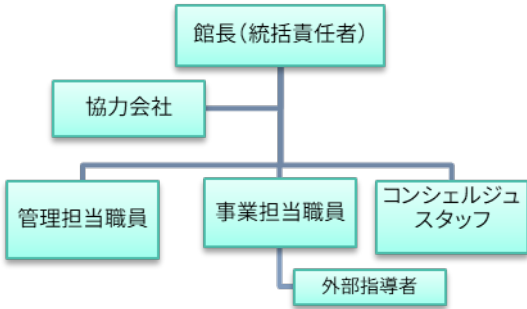 館長（統括責任者）
協力会社
管理担当職員
事業担当職員
コンシェルジュ
スタッフ
外部指導者